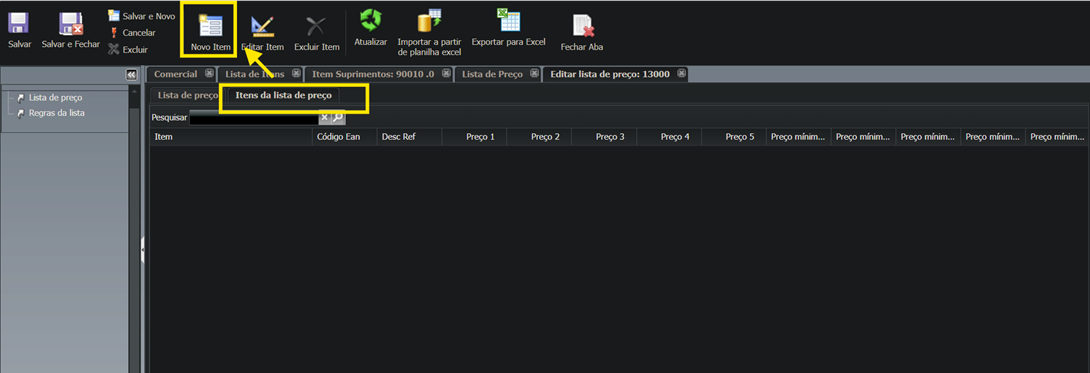 Salvar
Salvar e Fechar
Salvar e Novo
Cancelar
Excluir
Novo Item
Editar Item
Excluir Item
Atualizar
Importar a partir
de planilha excel
Exportar para Excel
Fechar Aba
Lista de preço
Regras da lista
Comercial
Lista de Itens
Item Suprimentos: 90010 .0
Lista de Preço
Editar lista de preço: 13000
Lista de preço
Itens da lista de preço
Pesquisar
Item Código Ean Desc Ref Preço 1 Preço 2 Preço 3 Preço 4 Preço 5 Preço mínim... Preço mínim... Preço mínim... Preço mínim... Preço mínim...